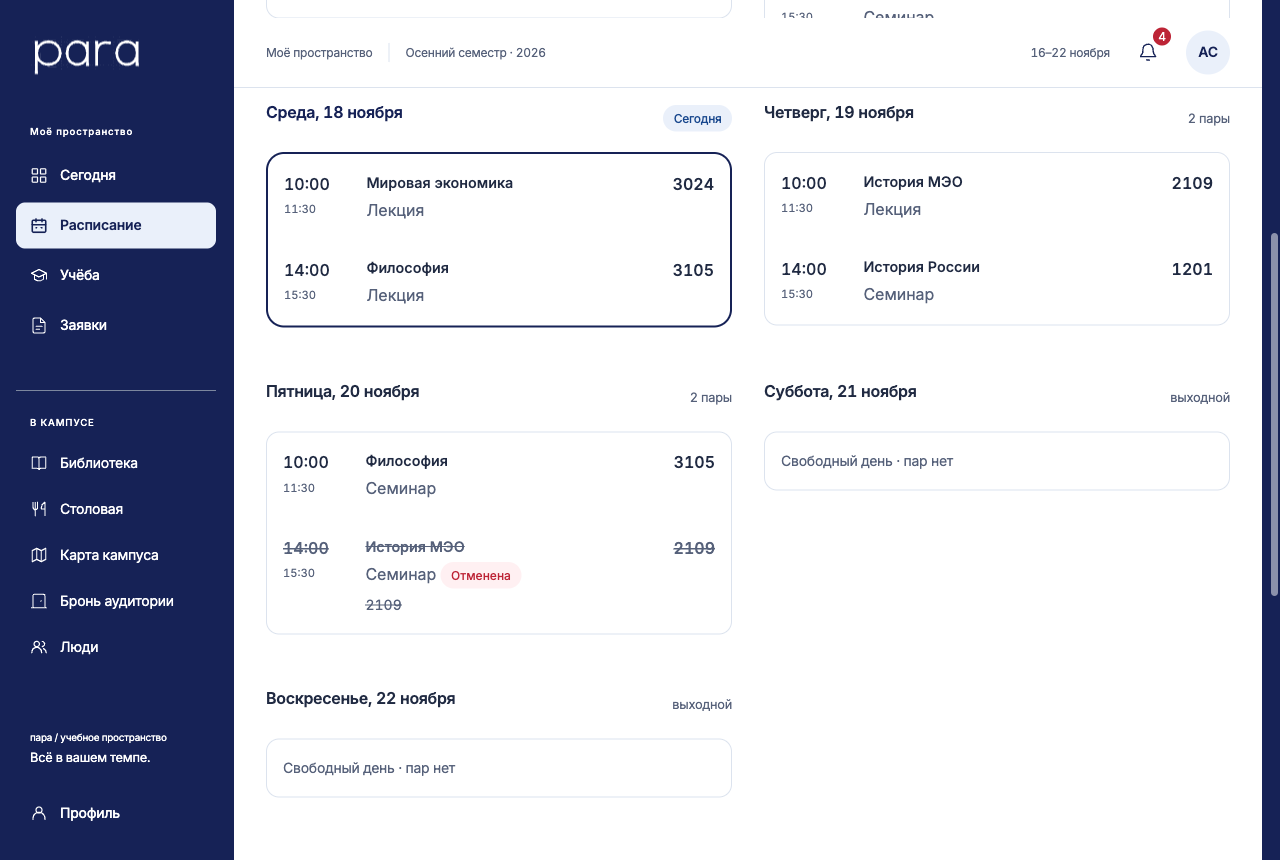 para
Моё пространство
Сегодня
Расписание
Учёба
Заявки
В КАМПУСЕ
Библиотека
Столовая
Карта кампуса
Бронь аудитории
Люди
пара / учебное пространство
Всё в вашем темпе.
Профиль
15:30 Семинар
Моё пространство Осенний семестр · 2026 16–22 ноября 4 АС
Среда, 18 ноября Сегодня
10:00 Мировая экономика 3024
11:30 Лекция
14:00 Философия 3105
15:30 Лекция
Четверг, 19 ноября 2 пары
10:00 История МЭО 2109
11:30 Лекция
14:00 История России 1201
15:30 Семинар
Пятница, 20 ноября 2 пары
10:00 Философия 3105
11:30 Семинар
14:00 История МЭО 2109
15:30 Семинар Отменена
2109
Суббота, 21 ноября выходной
Свободный день · пар нет
Воскресенье, 22 ноября выходной
Свободный день · пар нет